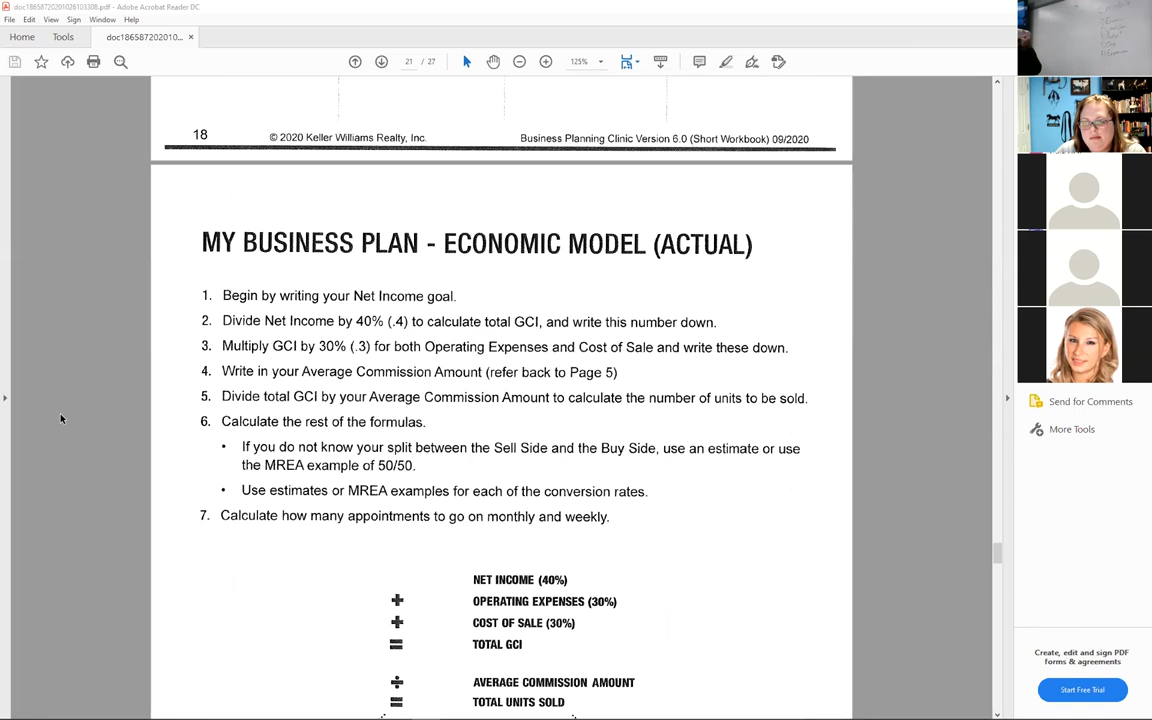 doc18658720201026103308.pdf - Adobe Acrobat Reader DC
File Edit View Sign Window Help
Home Tools doc186587202010... ×
21 / 27 125%
18 © 2020 Keller Williams Realty, Inc. Business Planning Clinic Version 6.0 (Short Workbook) 09/2020
MY BUSINESS PLAN - ECONOMIC MODEL (ACTUAL)
1. Begin by writing your Net Income goal.
2. Divide Net Income by 40% (.4) to calculate total GCI, and write this number down.
3. Multiply GCI by 30% (.3) for both Operating Expenses and Cost of Sale and write these down.
4. Write in your Average Commission Amount (refer back to Page 5)
5. Divide total GCI by your Average Commission Amount to calculate the number of units to be sold.
6. Calculate the rest of the formulas.
• If you do not know your split between the Sell Side and the Buy Side, use an estimate or use
the MREA example of 50/50.
• Use estimates or MREA examples for each of the conversion rates.
7. Calculate how many appointments to go on monthly and weekly.
NET INCOME (40%)
+ OPERATING EXPENSES (30%)
+ COST OF SALE (30%)
= TOTAL GCI
÷ AVERAGE COMMISSION AMOUNT
= TOTAL UNITS SOLD
Send for Comments
More Tools
Create, edit and sign PDF
forms & agreements
Start Free Trial